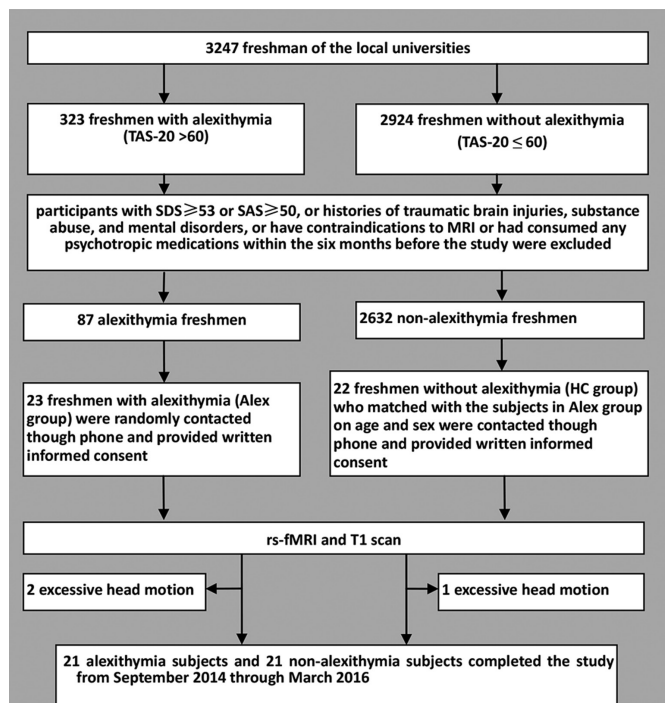 3247 freshman of the local universities
323 freshmen with alexithymia
(TAS-20 >60)
2924 freshmen without alexithymia
(TAS-20 ≤ 60)
participants with SDS≥53 or SAS≥50, or histories of traumatic brain injuries, substance
abuse, and mental disorders, or have contraindications to MRI or had consumed any
psychotropic medications within the six months before the study were excluded
87 alexithymia freshmen
2632 non-alexithymia freshmen
23 freshmen with alexithymia (Alex
group) were randomly contacted
though phone and provided written
informed consent
22 freshmen without alexithymia (HC group)
who matched with the subjects in Alex group
on age and sex were contacted though
phone and provided written informed
consent
rs-fMRI and T1 scan
2 excessive head motion
1 excessive head motion
21 alexithymia subjects and 21 non-alexithymia subjects completed the study
from September 2014 through March 2016